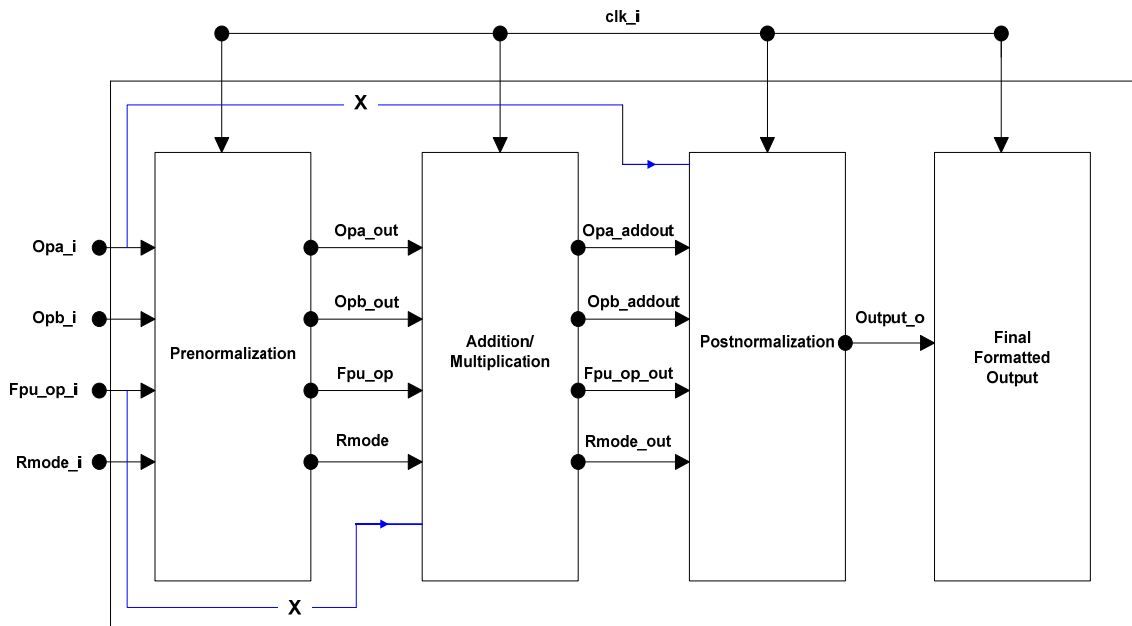 clk_i
X
Opa_i
Opb_i
Fpu_op_i
Rmode_i
Prenormalization
Opa_out
Opb_out
Fpu_op
Rmode
Addition/
Multiplication
Opa_addout
Opb_addout
Fpu_op_out
Rmode_out
Postnormalization
Output_o
Final
Formatted
Output
X